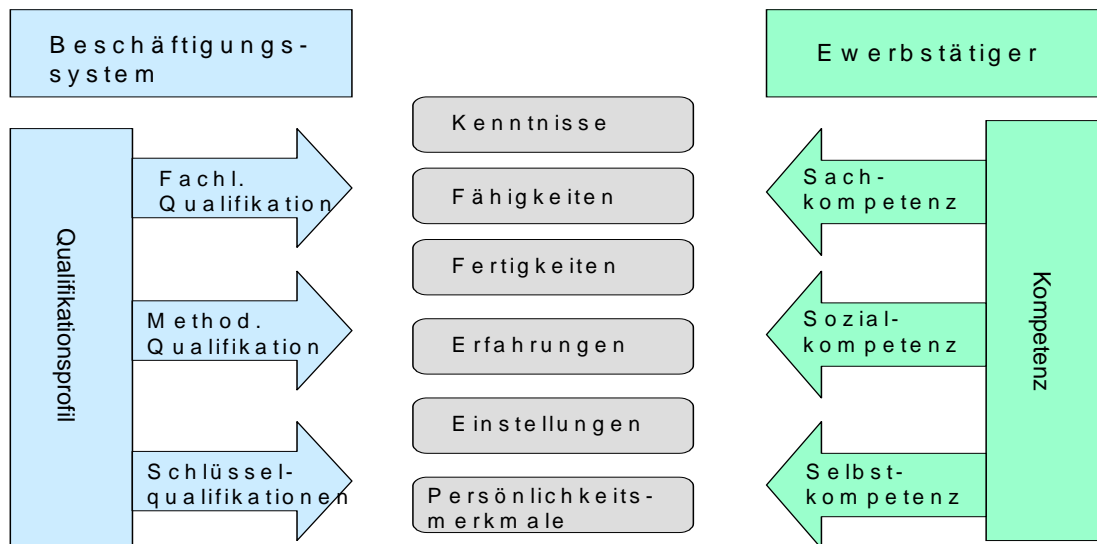 Beschäftigungs-
system
Ewerbstätiger
Qualifikationsprofil
Fachl.
Qualifikation
Method.
Qualifikation
Schlüssel-
qualifikationen
Kenntnisse
Fähigkeiten
Fertigkeiten
Erfahrungen
Einstellungen
Persönlichkeits-
merkmale
Sach-
kompetenz
Sozial-
kompetenz
Selbst-
kompetenz
Kompetenz